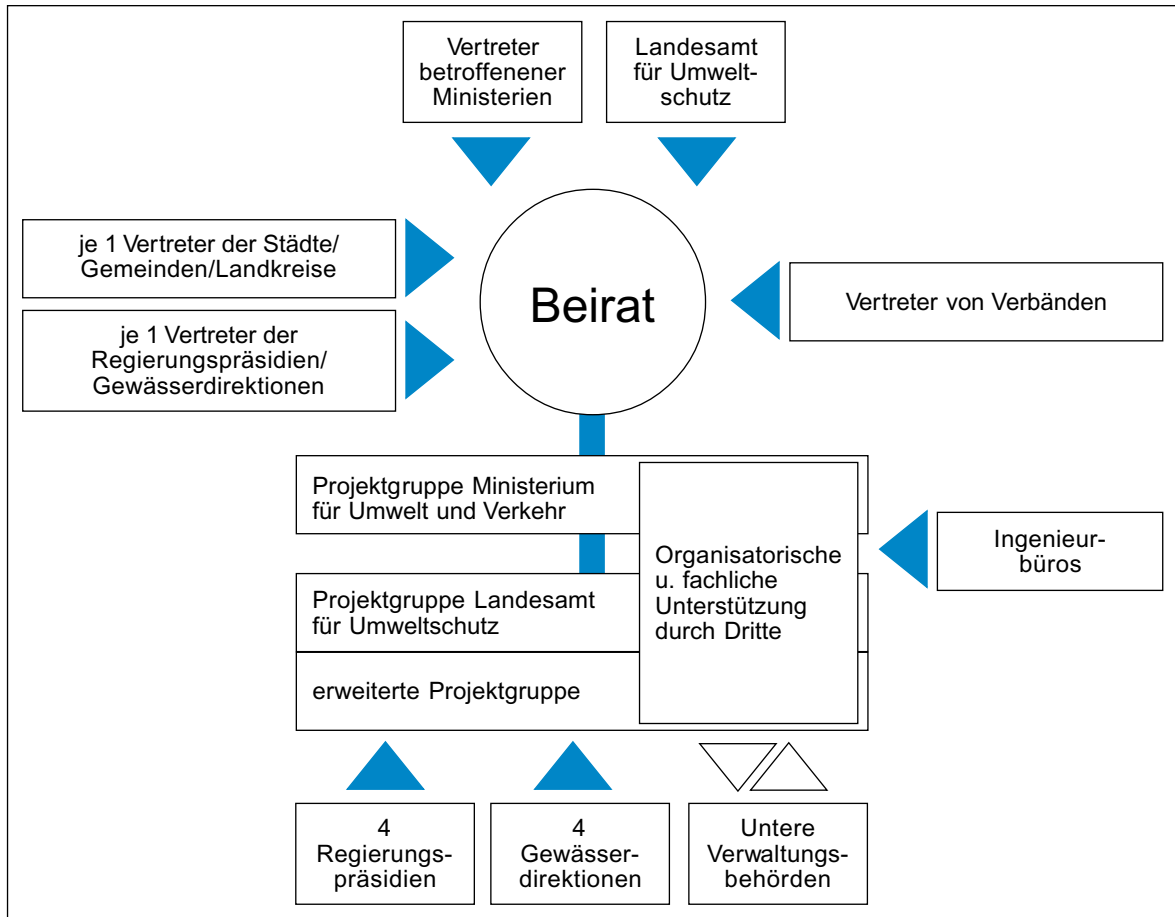 Vertreter
betroffenener
Ministerien
Landesamt
für Umwelt-
schutz
je 1 Vertreter der Städte/
Gemeinden/Landkreise
Beirat
Vertreter von Verbänden
je 1 Vertreter der
Regierungspräsidien/
Gewässerdirektionen
Projektgruppe Ministerium
für Umwelt und Verkehr
Organisatorische
u. fachliche
Unterstützung
durch Dritte
Ingenieur-
büros
Projektgruppe Landesamt
für Umweltschutz
erweiterte Projektgruppe
4
Regierungs-
präsidien
4
Gewässer-
direktionen
Untere
Verwaltungs-
behörden